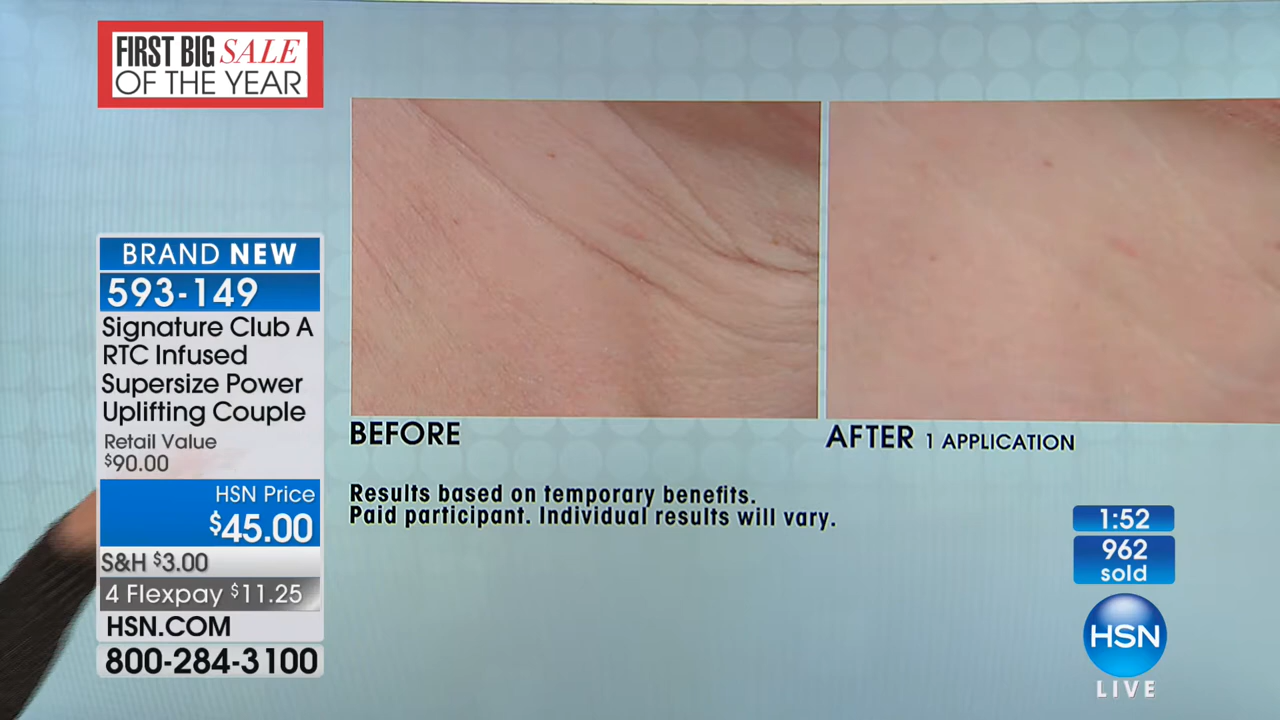 FIRST BIG SALE
OF THE YEAR
BRAND NEW
593-149
Signature Club A
RTC Infused
Supersize Power
Uplifting Couple
Retail Value
$90.00
HSN Price
$45.00
S&H $3.00
4 Flexpay $11.25
HSN.COM
800-284-3100
BEFORE
AFTER 1 APPLICATION
Results based on temporary benefits.
Paid participant. Individual results will vary.
1:52
962
sold
HSN
LIVE